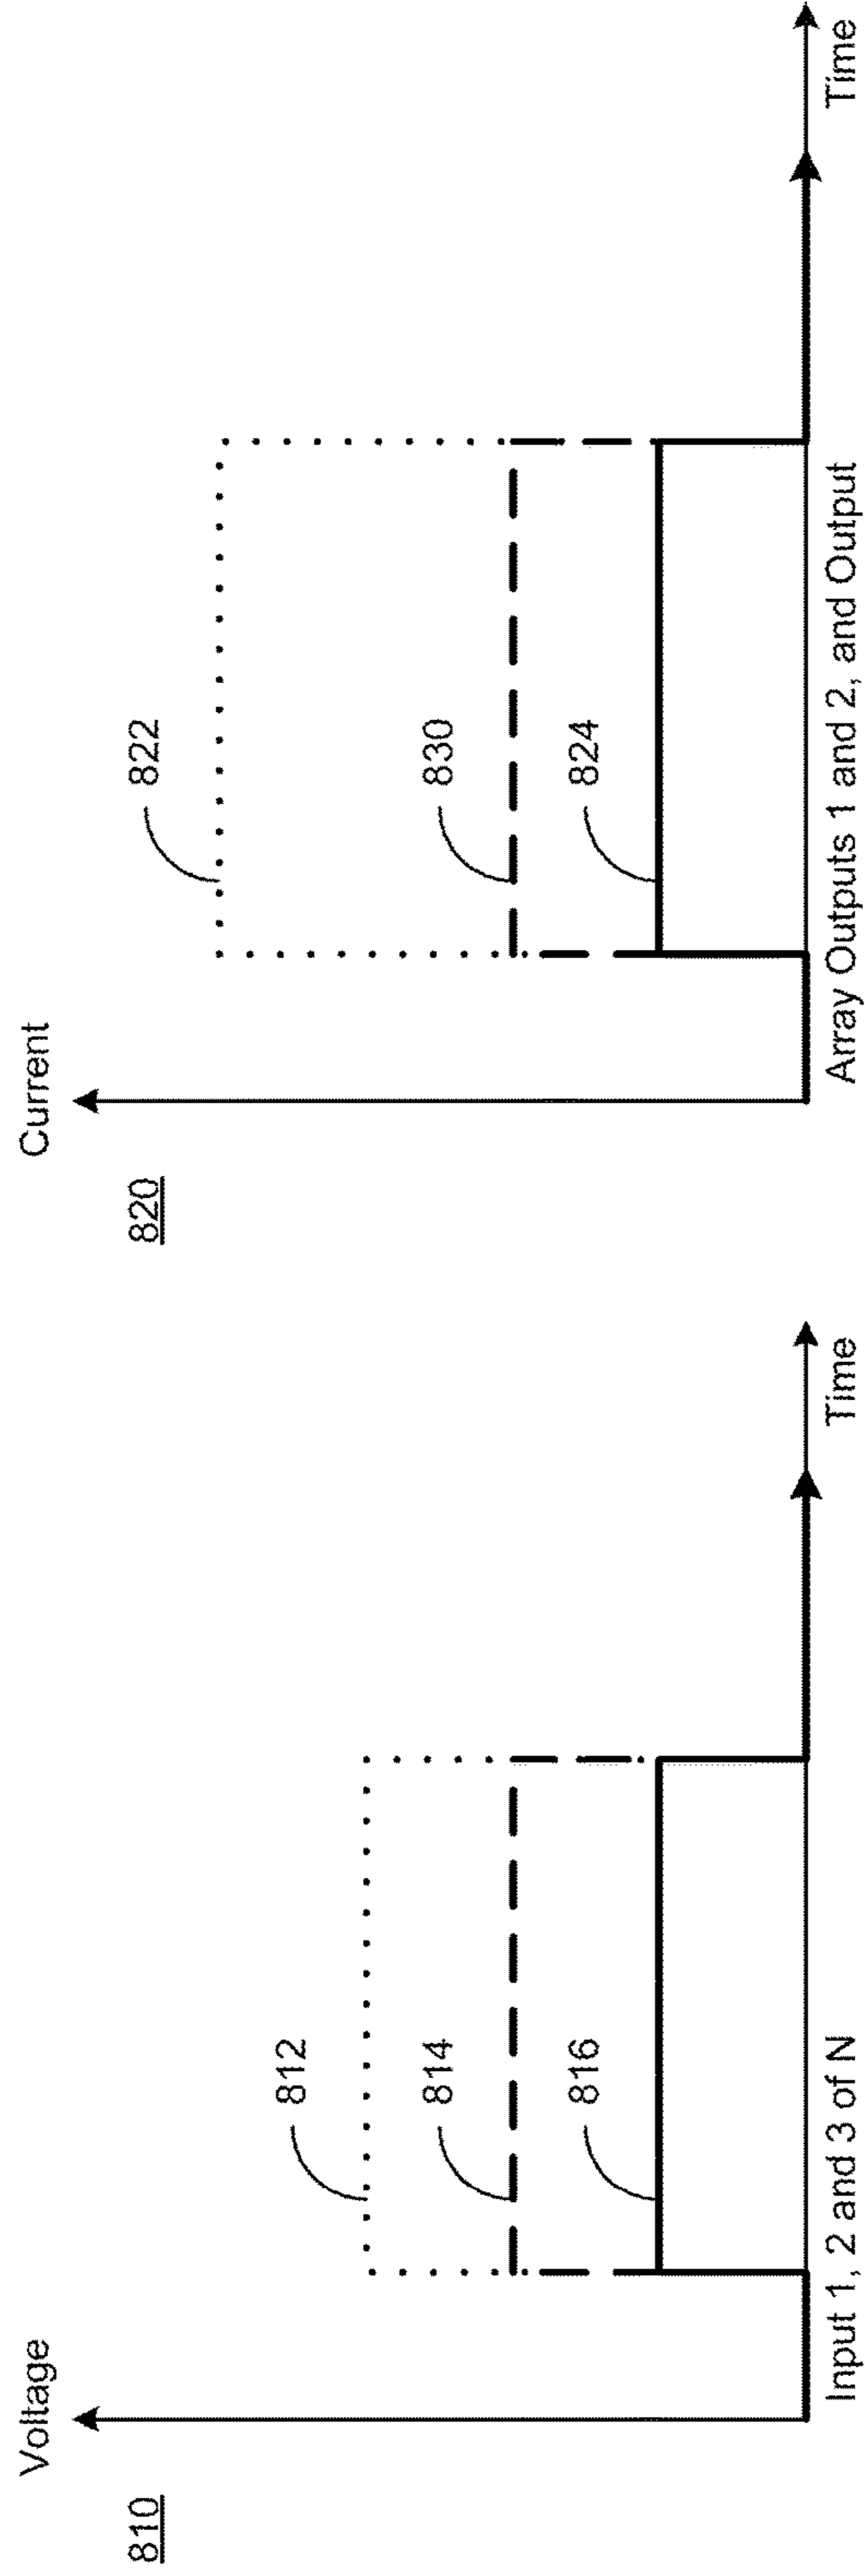 810
Voltage
812
814
816
Time
Input 1, 2 and 3 of N
820
Current
822
830
824
Time
Array Outputs 1 and 2, and Output